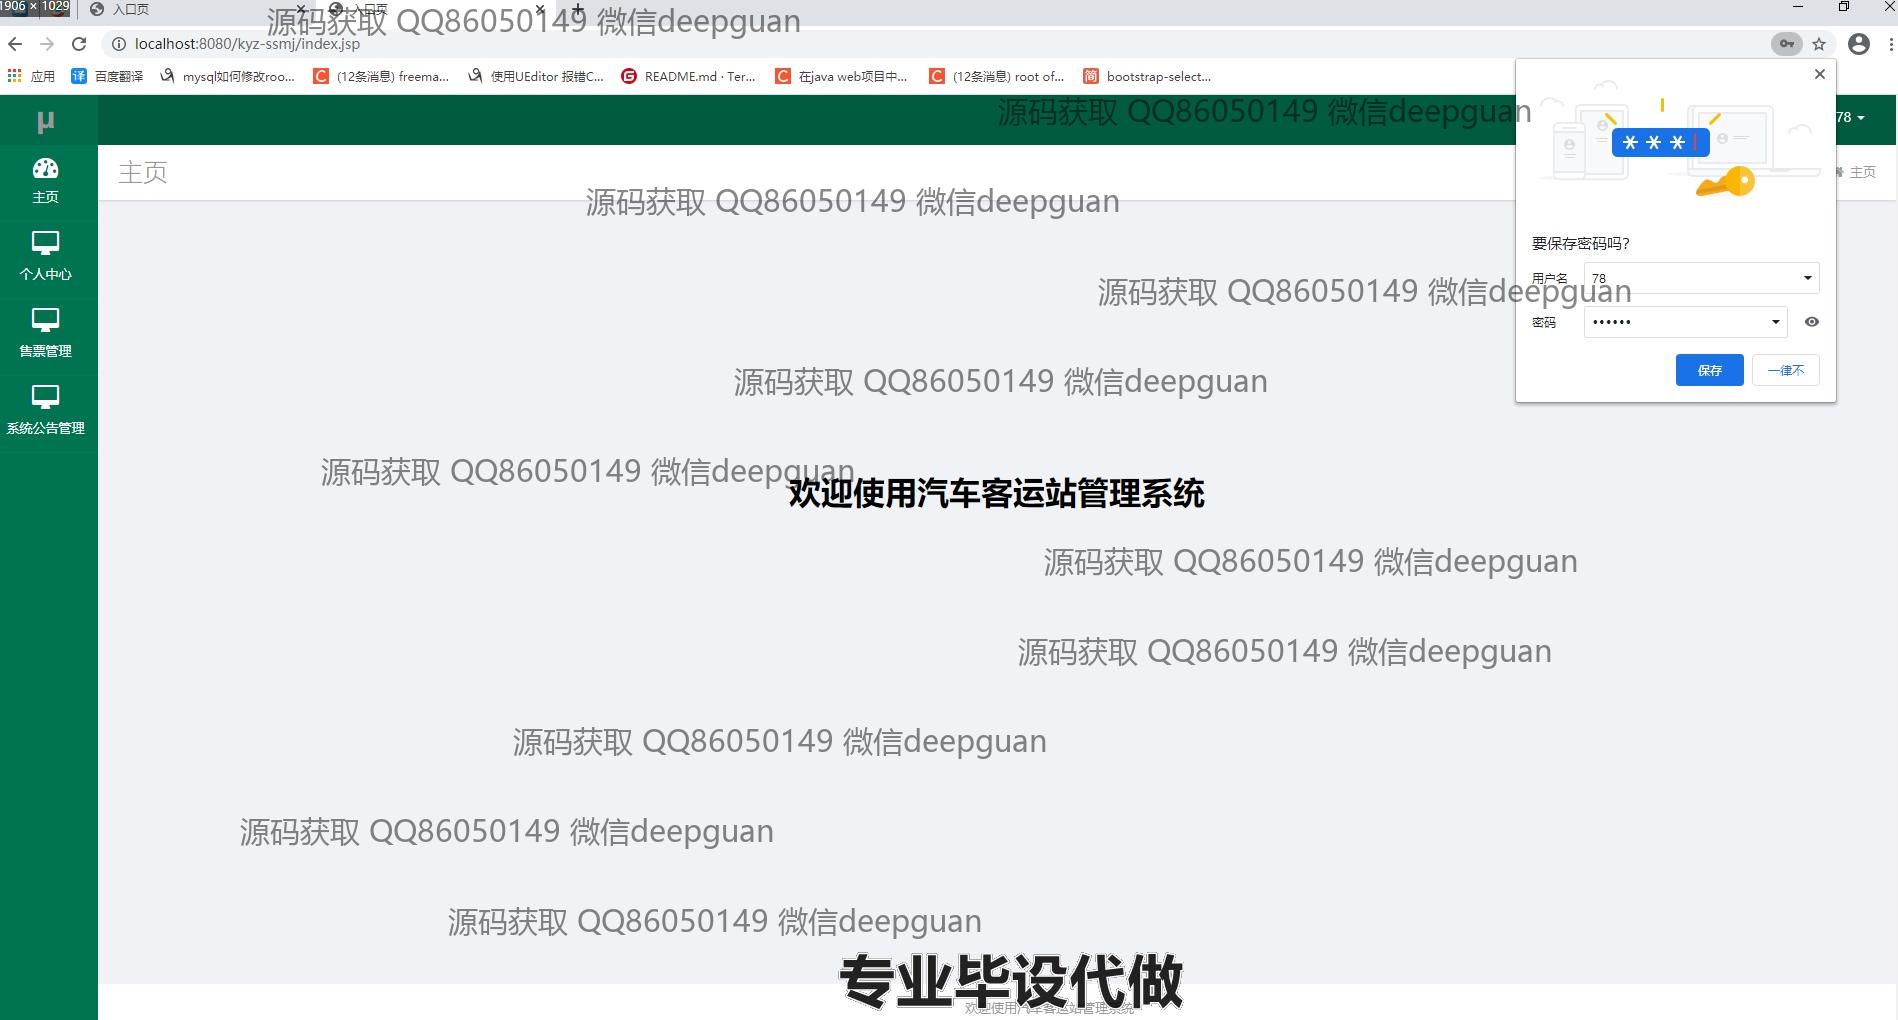 1906 × 1029
入口页
入口页
源码获取 QQ86050149 微信deepguan
localhost:8080/kyz-ssmj/index.jsp
应用 百度翻译 mysql如何修改roo... (12条消息) freema... 使用UEditor 报错C... README.md · Ter... 在java web项目中... (12条消息) root of... bootstrap-select...
μ
源码获取 QQ86050149 微信deepguan
78
主页
主页
主页
源码获取 QQ86050149 微信deepguan
***
要保存密码吗?
用户名 78
密码 ••••••
保存 一律不
个人中心
源码获取 QQ86050149 微信deepguan
售票管理
源码获取 QQ86050149 微信deepguan
系统公告管理
源码获取 QQ86050149 微信deepguan
欢迎使用汽车客运站管理系统
源码获取 QQ86050149 微信deepguan
源码获取 QQ86050149 微信deepguan
源码获取 QQ86050149 微信deepguan
源码获取 QQ86050149 微信deepguan
源码获取 QQ86050149 微信deepguan
专业毕设代做
欢迎使用汽车客运站管理系统